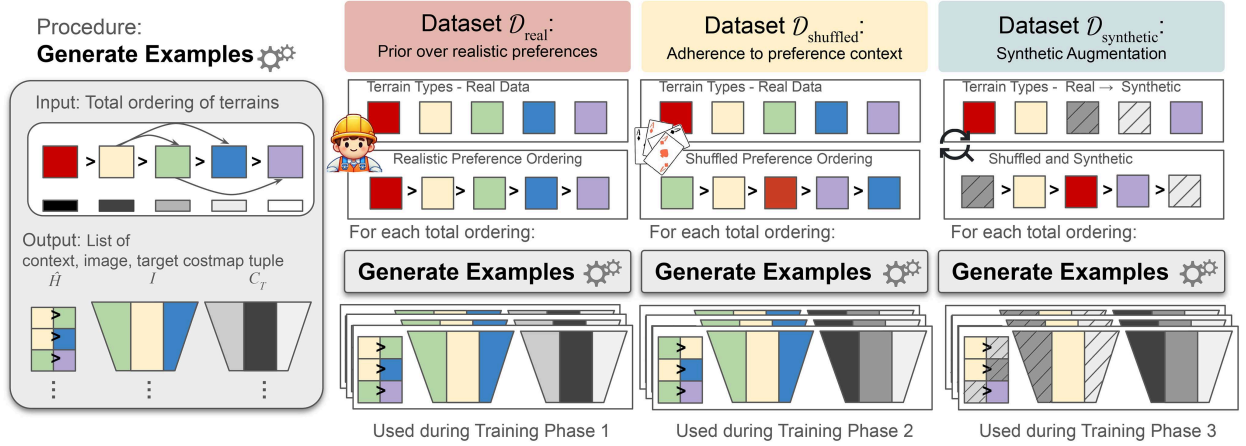 Procedure:
Generate Examples
Input: Total ordering of terrains
> > > >
Output: List of
context, image, target costmap tuple
Ĥ I C_T
>
>
>
⋮ ⋮ ⋮
Dataset 𝒟_real:
Prior over realistic preferences
Terrain Types - Real Data
Realistic Preference Ordering
> > > >
For each total ordering:
Generate Examples
>
>
>
Used during Training Phase 1
Dataset 𝒟_shuffled:
Adherence to preference context
Terrain Types - Real Data
A
A
Shuffled Preference Ordering
> > > >
For each total ordering:
Generate Examples
>
>
>
Used during Training Phase 2
Dataset 𝒟_synthetic:
Synthetic Augmentation
Terrain Types - Real → Synthetic
Shuffled and Synthetic
> > > >
For each total ordering:
Generate Examples
>
>
>
Used during Training Phase 3